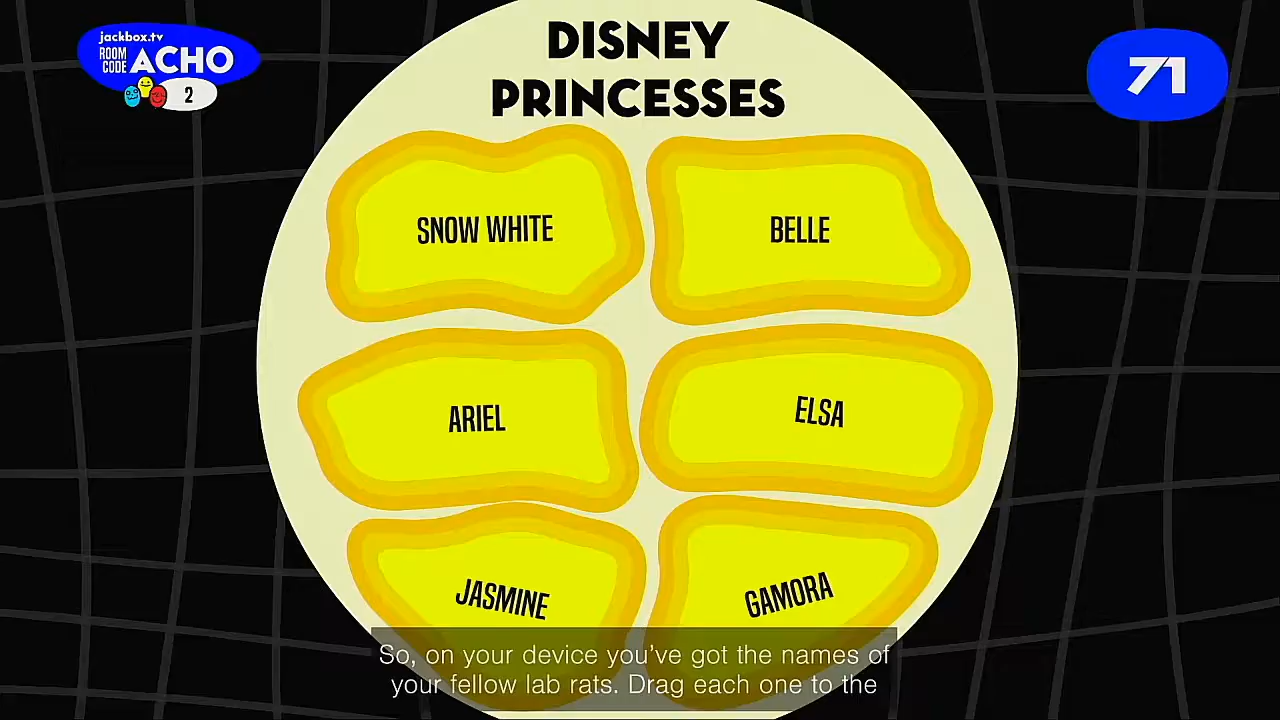 jackbox.tv
ROOM CODE ACHO
2
71
DISNEY
PRINCESSES
SNOW WHITE
BELLE
ARIEL
ELSA
JASMINE
GAMORA
So, on your device you've got the names of
your fellow lab rats. Drag each one to the